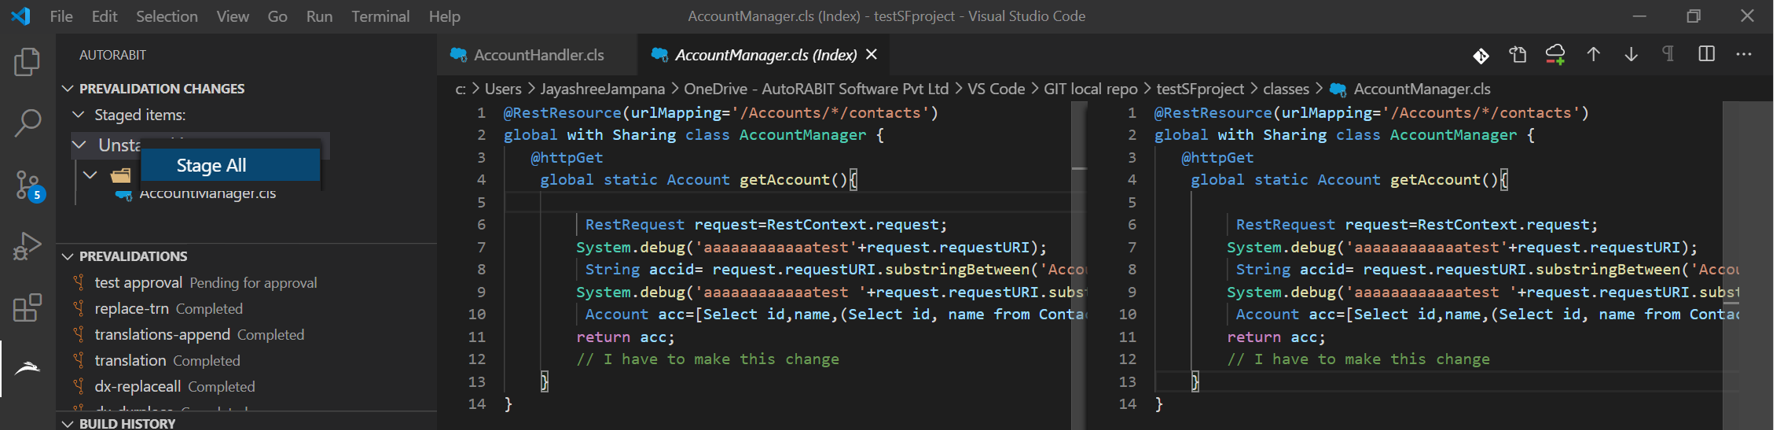 File Edit Selection View Go Run Terminal Help
AccountManager.cls (Index) - testSFproject - Visual Studio Code
AUTORABIT
PREVALIDATION CHANGES
Staged items:
Stage All
AccountManager.cls
5
PREVALIDATIONS
test approval Pending for approval
replace-trn Completed
translations-append Completed
translation Completed
dx-replaceall Completed
BUILD HISTORY
AccountHandler.cls
AccountManager.cls (Index)
c: > Users > JayashreeJampana > OneDrive - AutoRABIT Software Pvt Ltd > VS Code > GIT local repo > testSFproject > classes > AccountManager.cls
1 @RestResource(urlMapping='/Accounts/*/contacts')
2 global with Sharing class AccountManager {
3 @httpGet
4 global static Account getAccount(){
5
6 RestRequest request=RestContext.request;
7 System.debug('aaaaaaaaaaaatest'+request.requestURI);
8 String accid= request.requestURI.substringBetween('Acco
9 System.debug('aaaaaaaaaaaatest '+request.requestURI.subs
10 Account acc=[Select id,name,(Select id, name from Conta
11 return acc;
12 // I have to make this change
13 }
14 }
1 @RestResource(urlMapping='/Accounts/*/contacts')
2 global with Sharing class AccountManager {
3 @httpGet
4 global static Account getAccount(){
5
6 RestRequest request=RestContext.request;
7 System.debug('aaaaaaaaaaaatest'+request.requestURI);
8 String accid= request.requestURI.substringBetween('Acco
9 System.debug('aaaaaaaaaaaatest '+request.requestURI.subs
10 Account acc=[Select id,name,(Select id, name from Conta
11 return acc;
12 // I have to make this change
13 }
14 }